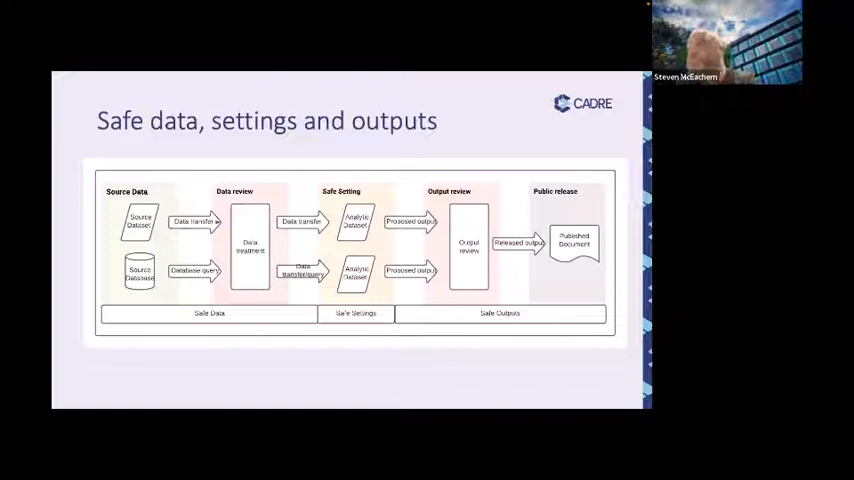 Steven McEachern
CADRE
Safe data, settings and outputs
Source Data
Data review
Safe Setting
Output review
Public release
Source
Dataset
Data transfer
Data
treatment
Data transfer
Analytic
Dataset
Proposed output
Output
review
Released output
Published
Document
Source
Database
Database query
Data
transfer/query
Analytic
Dataset
Proposed output
Safe Data
Safe Settings
Safe Outputs